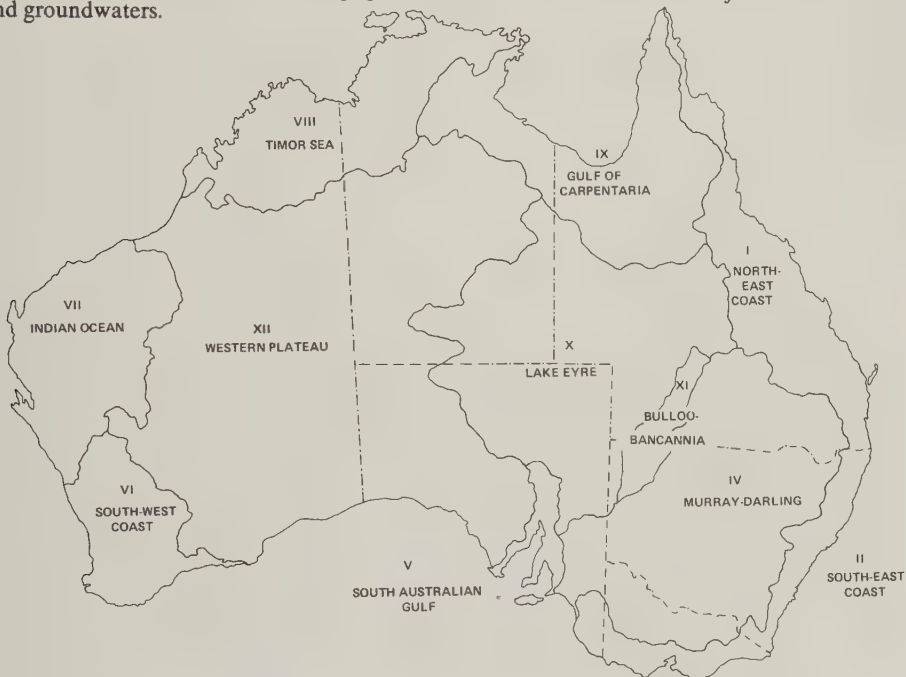 nd groundwaters.
VIII
TIMOR SEA
IX
GULF OF
CARPENTARIA
I
NORTH-
EAST
COAST
VII
INDIAN OCEAN
XII
WESTERN PLATEAU
X
LAKE EYRE
XI
BULLOO-
BANCANNIA
IV
MURRAY-DARLING
VI
SOUTH-WEST
COAST
V
SOUTH AUSTRALIAN
GULF
II
SOUTH-EAST
COAST